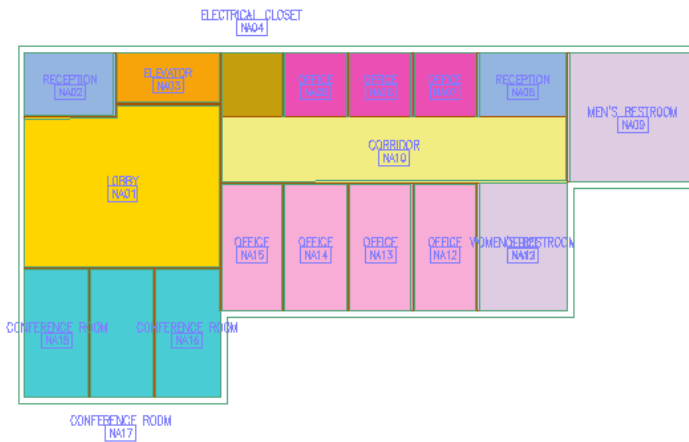 ELECTRICAL CLOSET
NA04
RECEPTION
NA02
ELEVATOR
NA03
OFFICE
OFFICE
OFFICE
RECEPTION
NA08
MEN'S RESTROOM
NA09
CORRIDOR
NA10
LOBBY
NA01
OFFICE
NA15
OFFICE
NA14
OFFICE
NA13
OFFICE
NA12
CONFERENCE ROOM
NA18
CONFERENCE ROOM
NA16
CONFERENCE ROOM
NA17